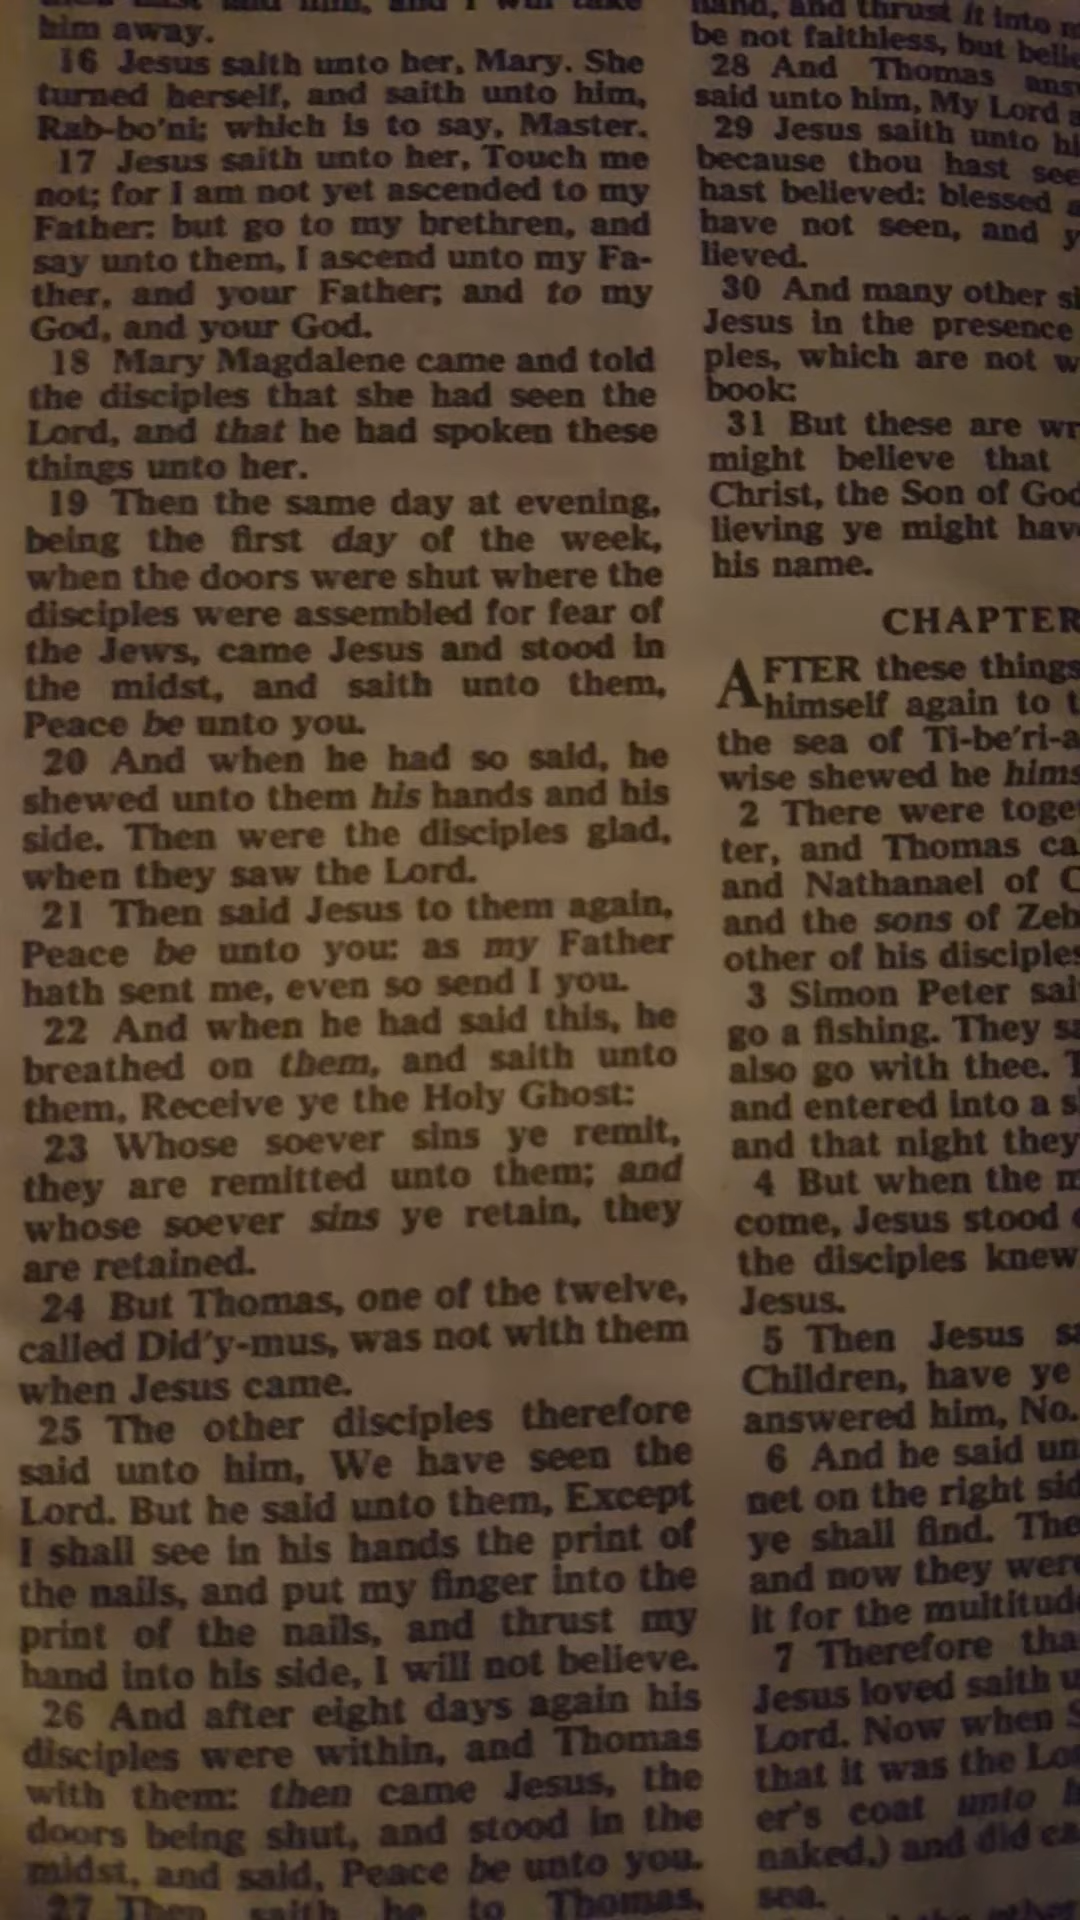 him away.
16 Jesus saith unto her, Mary. She
turned herself, and saith unto him,
Rab-bo'ni; which is to say, Master.
17 Jesus saith unto her, Touch me
not; for I am not yet ascended to my
Father: but go to my brethren, and
say unto them, I ascend unto my Fa-
ther, and your Father; and to my
God, and your God.
18 Mary Magdalene came and told
the disciples that she had seen the
Lord, and that he had spoken these
things unto her.
19 Then the same day at evening,
being the first day of the week,
when the doors were shut where the
disciples were assembled for fear of
the Jews, came Jesus and stood in
the midst, and saith unto them,
Peace be unto you.
20 And when he had so said, he
shewed unto them his hands and his
side. Then were the disciples glad,
when they saw the Lord.
21 Then said Jesus to them again,
Peace be unto you: as my Father
hath sent me, even so send I you.
22 And when he had said this, he
breathed on them, and saith unto
them, Receive ye the Holy Ghost:
23 Whose soever sins ye remit,
they are remitted unto them; and
whose soever sins ye retain, they
are retained.
24 But Thomas, one of the twelve,
called Did'y-mus, was not with them
when Jesus came.
25 The other disciples therefore
said unto him, We have seen the
Lord. But he said unto them, Except
I shall see in his hands the print of
the nails, and put my finger into the
print of the nails, and thrust my
hand into his side, I will not believe.
26 And after eight days again his
disciples were within, and Thomas
with them: then came Jesus, the
doors being shut, and stood in the
midst, and said, Peace be unto you.
27 Then saith he to Thomas,
hand, and thrust it into
be not faithless, but
28 And Thomas
said unto him, My Lord
29 Jesus saith unto
because thou hast
hast believed: blessed
have not seen, and
lieved.
30 And many other
Jesus in the presence
ples, which are not
book:
31 But these are
might believe that
Christ, the Son of
lieving ye might
his name.
CHAPTER
AFTER these things
himself again to
the sea of Ti-be'ri-a
wise shewed he
2 There were
ter, and Thomas
and Nathanael of
and the sons of
other of his disciples
3 Simon Peter
go a fishing. They
also go with thee.
and entered into a
and that night they
4 But when the
come, Jesus stood
the disciples knew
Jesus.
5 Then Jesus
Children, have ye
answered him, No.
6 And he said
net on the right
ye shall find.
and now they
it for the
7 Therefore
Jesus loved saith
Lord. Now when
that it was the
er's coat unto
naked,) and did
sea.